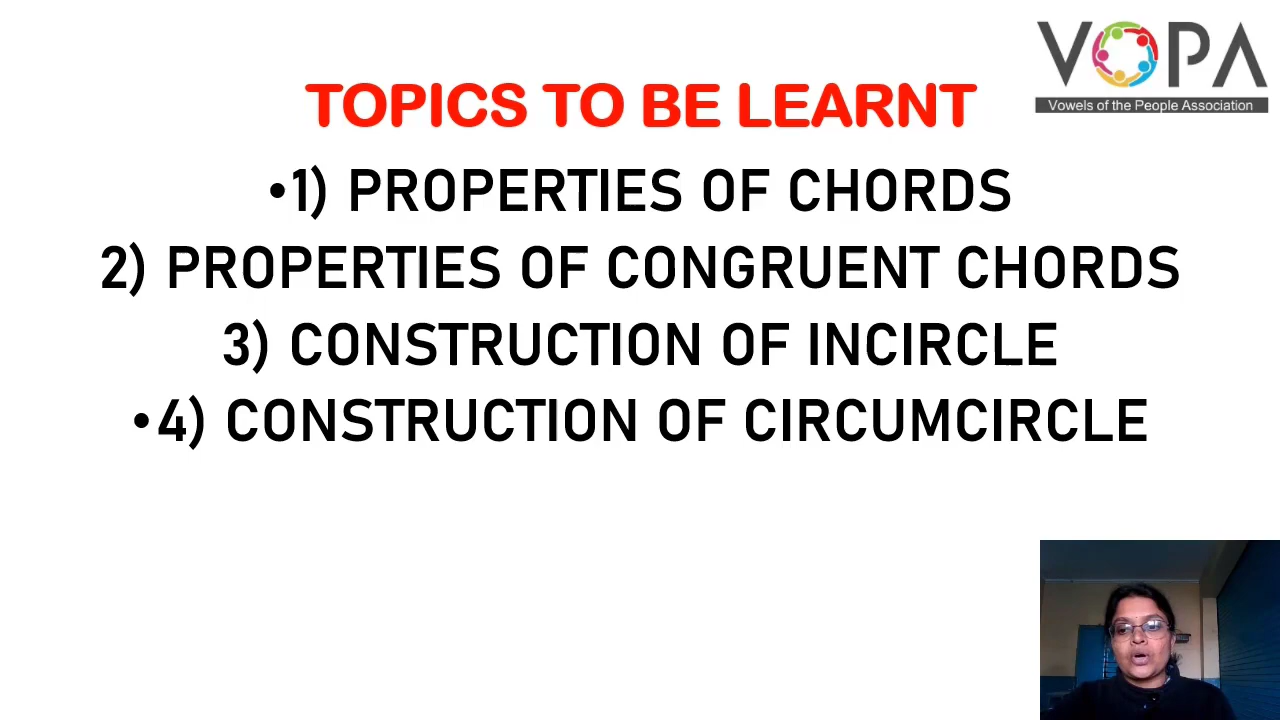 VOPA
Vowels of the People Association
TOPICS TO BE LEARNT
•1) PROPERTIES OF CHORDS
2) PROPERTIES OF CONGRUENT CHORDS
3) CONSTRUCTION OF INCIRCLE
•4) CONSTRUCTION OF CIRCUMCIRCLE